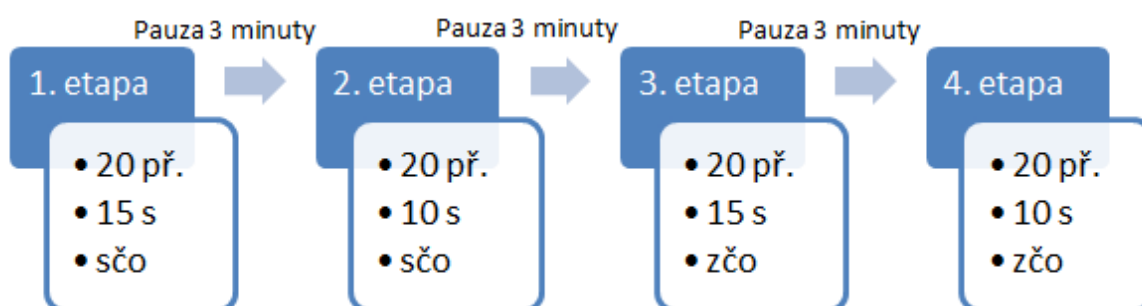 Pauza 3 minuty
Pauza 3 minuty
Pauza 3 minuty
1. etapa
• 20 př.
• 15 s
• sčo
2. etapa
• 20 př.
• 10 s
• sčo
3. etapa
• 20 př.
• 15 s
• zčo
4. etapa
• 20 př.
• 10 s
• zčo